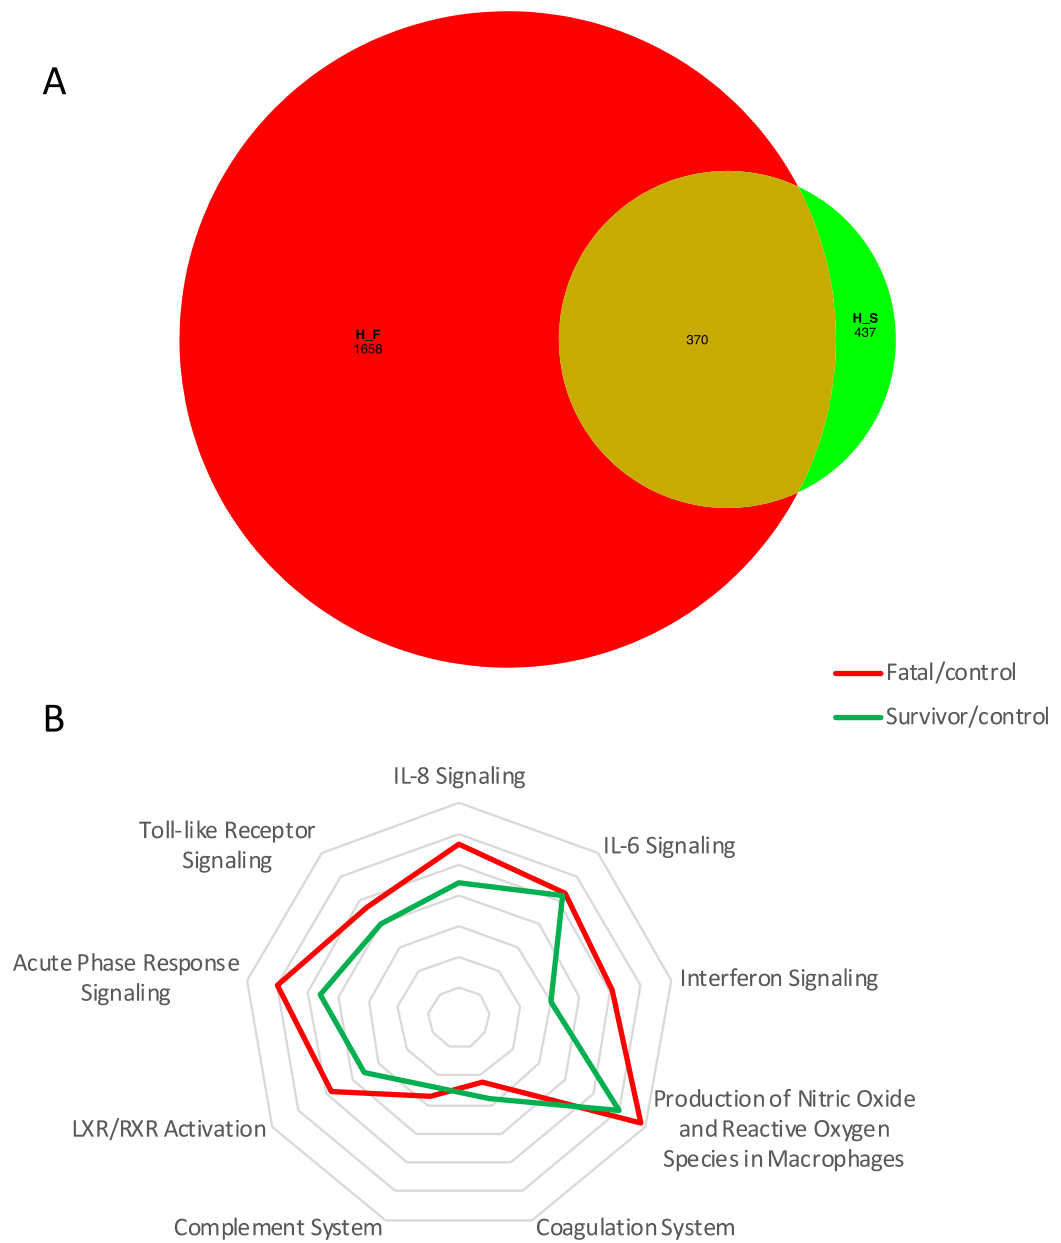 A
H_F
1658
370
H_S
437
Fatal/control
Survivor/control
B
IL-8 Signaling
IL-6 Signaling
Toll-like Receptor
Signaling
Acute Phase Response
Signaling
Interferon Signaling
Production of Nitric Oxide
and Reactive Oxygen
Species in Macrophages
LXR/RXR Activation
Complement System
Coagulation System